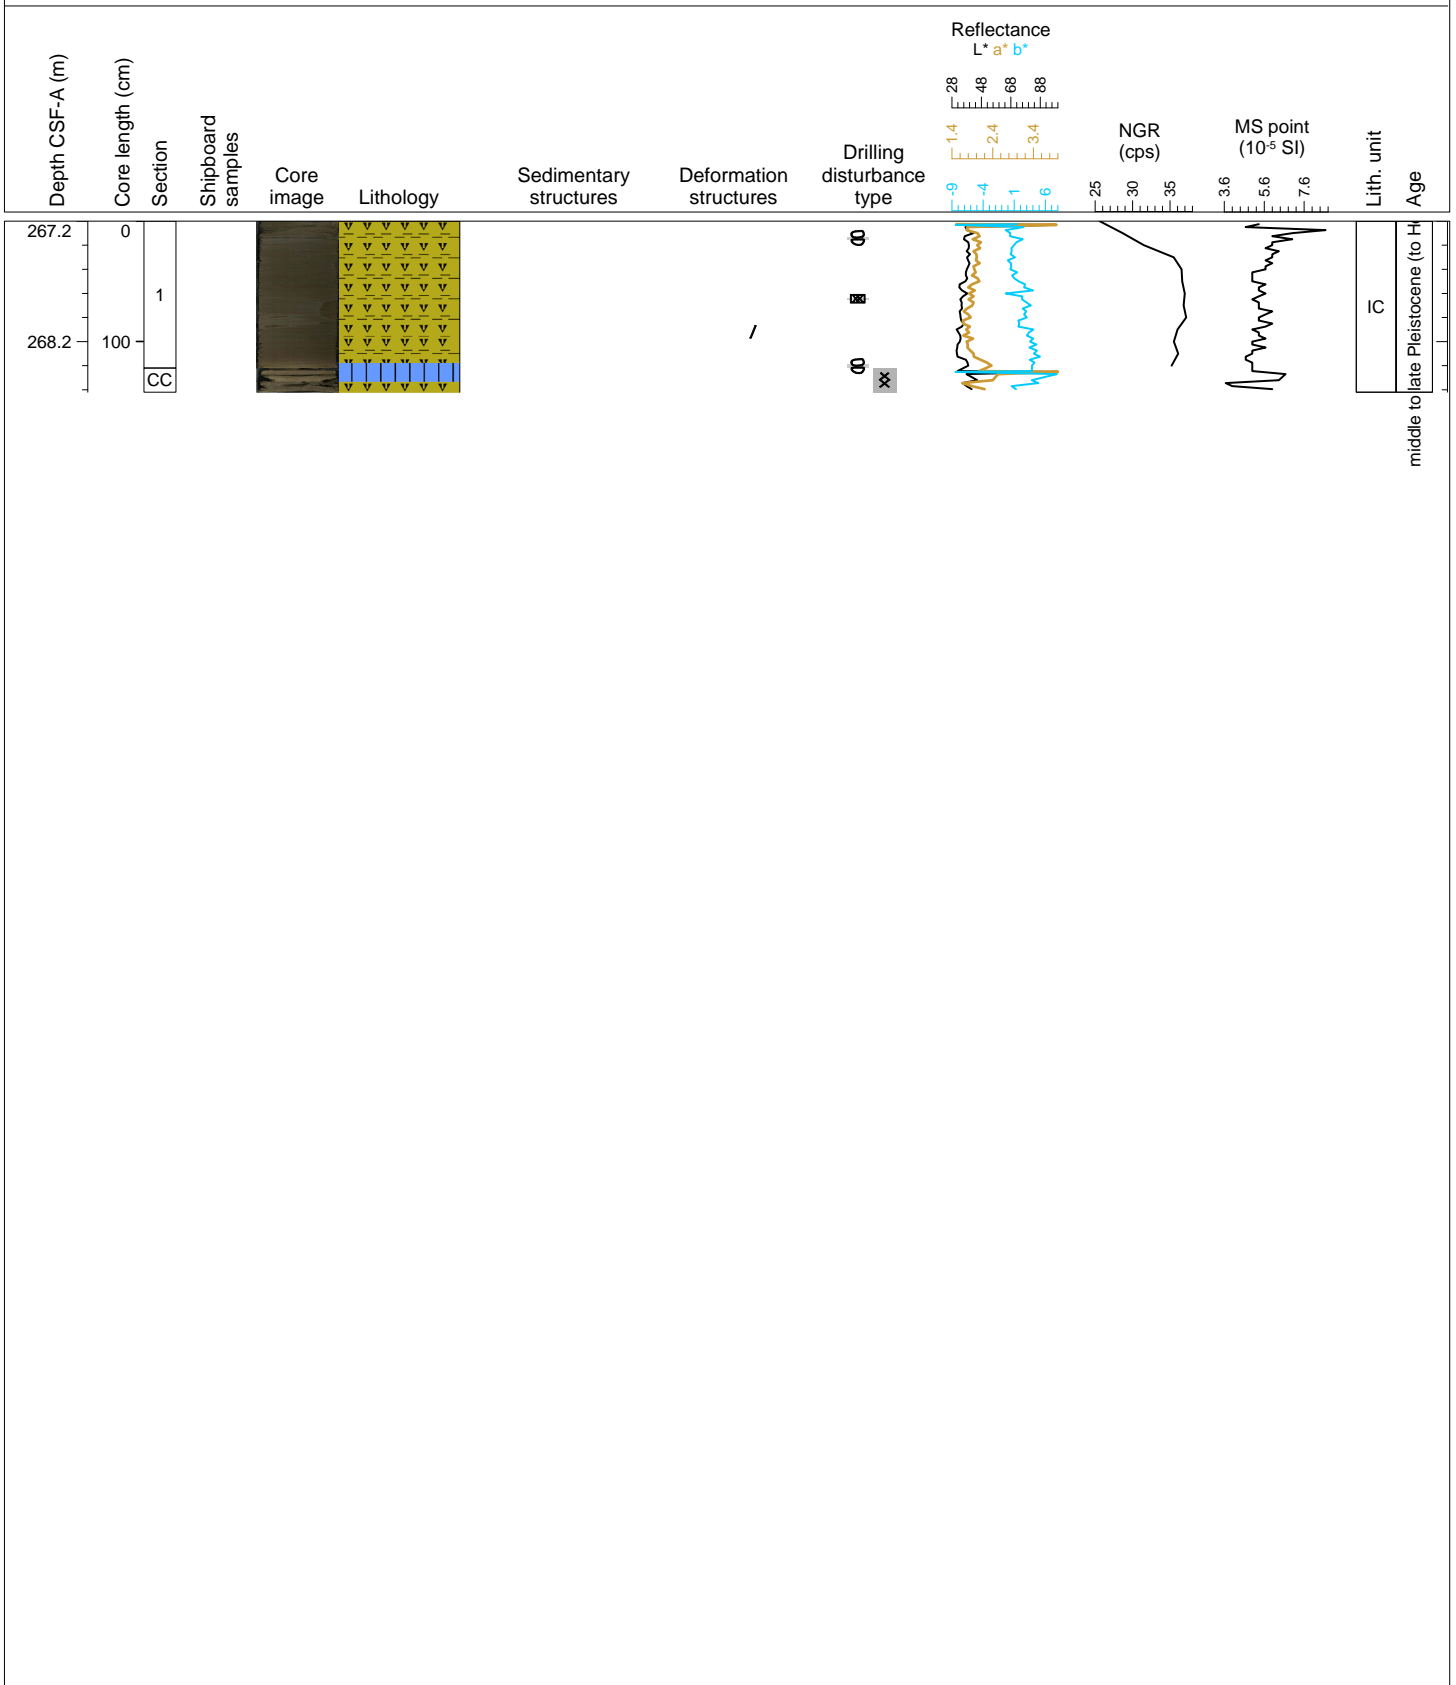 Depth CSF-A (m)
Core length (cm)
Section
Shipboard
samples
Core
image
Lithology
Sedimentary
structures
Deformation
structures
Drilling
disturbance
type
Reflectance
L* a* b*
28 48 68 88
1.4 2.4 3.4
-9 -4 1 6
NGR
(cps)
25 30 35
MS point
(10⁻⁵ SI)
3.6 5.6 7.6
Lith. unit
Age
267.2
0
1
268.2
100
CC
IC
middle to late Pleistocene (to